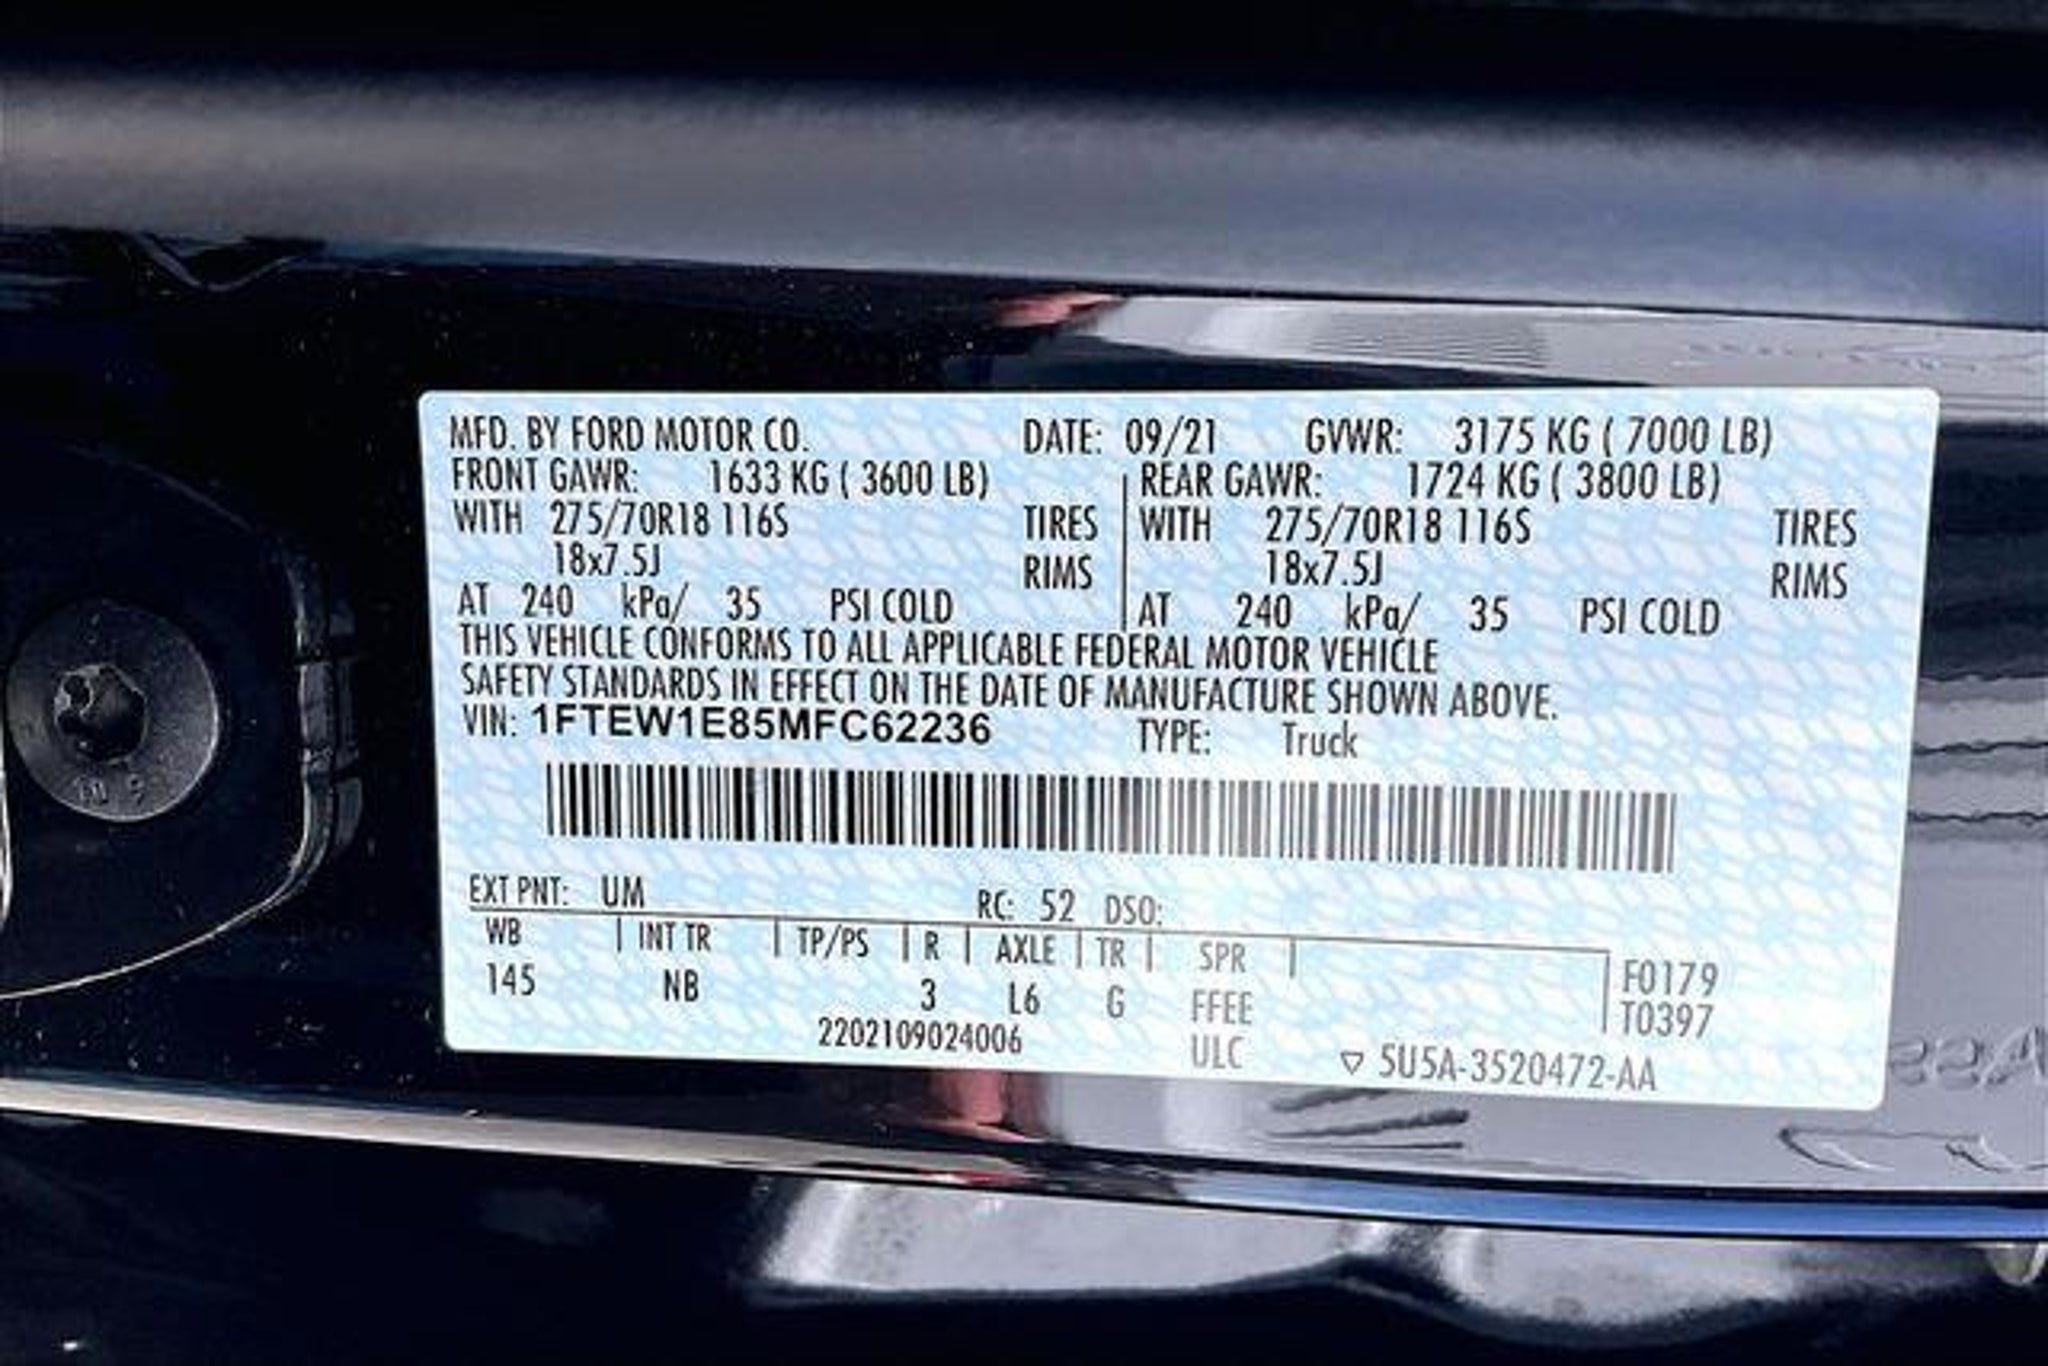 MFD. BY FORD MOTOR CO. DATE: 09/21 GVWR: 3175 KG ( 7000 LB)
FRONT GAWR: 1633 KG ( 3600 LB) REAR GAWR: 1724 KG ( 3800 LB)
WITH 275/70R18 116S TIRES WITH 275/70R18 116S TIRES
18x7.5J RIMS 18x7.5J RIMS
AT 240 kPa/ 35 PSI COLD AT 240 kPa/ 35 PSI COLD
THIS VEHICLE CONFORMS TO ALL APPLICABLE FEDERAL MOTOR VEHICLE
SAFETY STANDARDS IN EFFECT ON THE DATE OF MANUFACTURE SHOWN ABOVE.
VIN: 1FTEW1E85MFC62236 TYPE: Truck
EXT PNT: UM RC: 52 DSO:
WB INT TR TP/PS R AXLE TR SPR F0179
145 NB 3 L6 G FFEE T0397
2202109024006 ULC ▽ 5U5A-3520472-AA
10 9